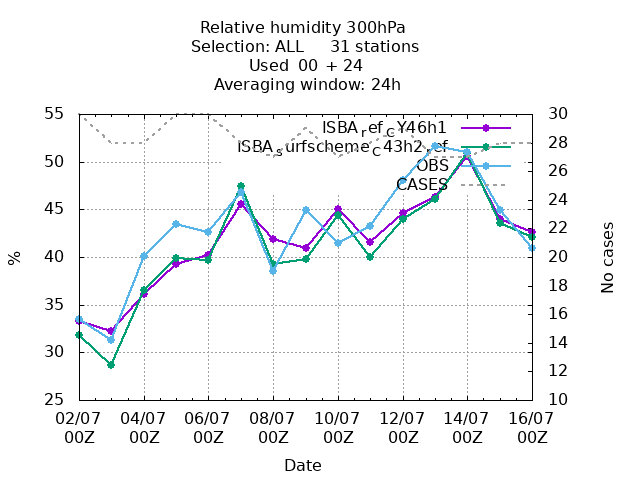 Relative humidity 300hPa
Selection: ALL 31 stations
Used 00 + 24
Averaging window: 24h
55
50
45
40
35
30
25
%
30
28
26
24
22
20
18
16
14
12
10
No cases
ISBA_ref_CY46h1
ISBA_surfscheme_C43h2_ref
OBS
CASES
02/07 04/07 06/07 08/07 10/07 12/07 14/07 16/07
00Z 00Z 00Z 00Z 00Z 00Z 00Z 00Z
Date